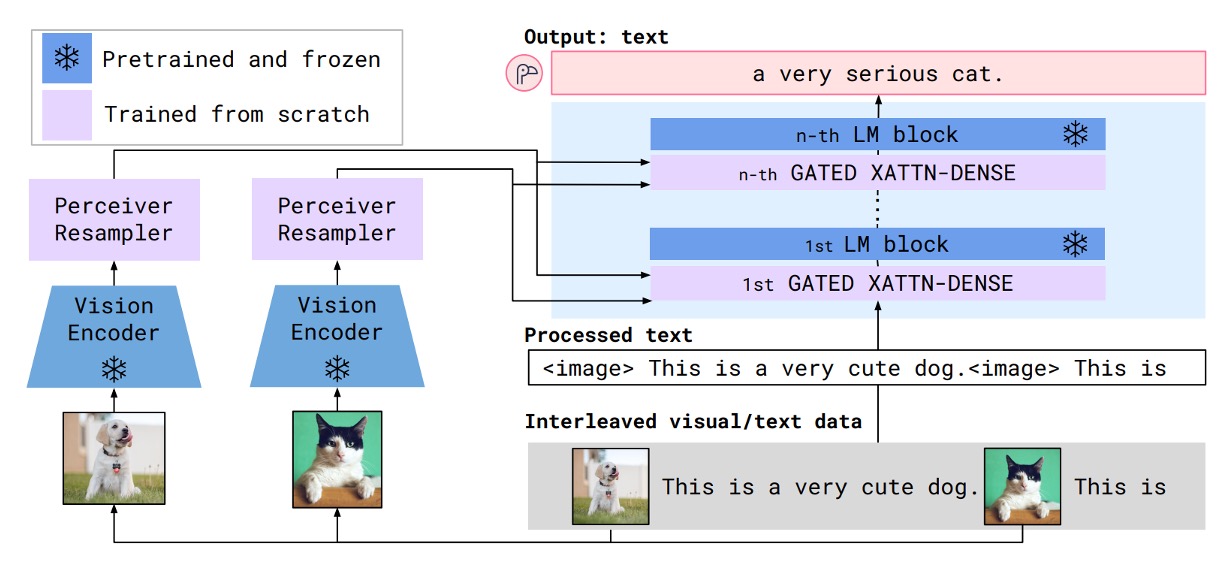 Pretrained and frozen
Trained from scratch
Output: text
a very serious cat.
n-th LM block
n-th GATED XATTN-DENSE
1st LM block
1st GATED XATTN-DENSE
Perceiver
Resampler
Perceiver
Resampler
Vision
Encoder
Vision
Encoder
Processed text
<image> This is a very cute dog.<image> This is
Interleaved visual/text data
This is a very cute dog.
This is